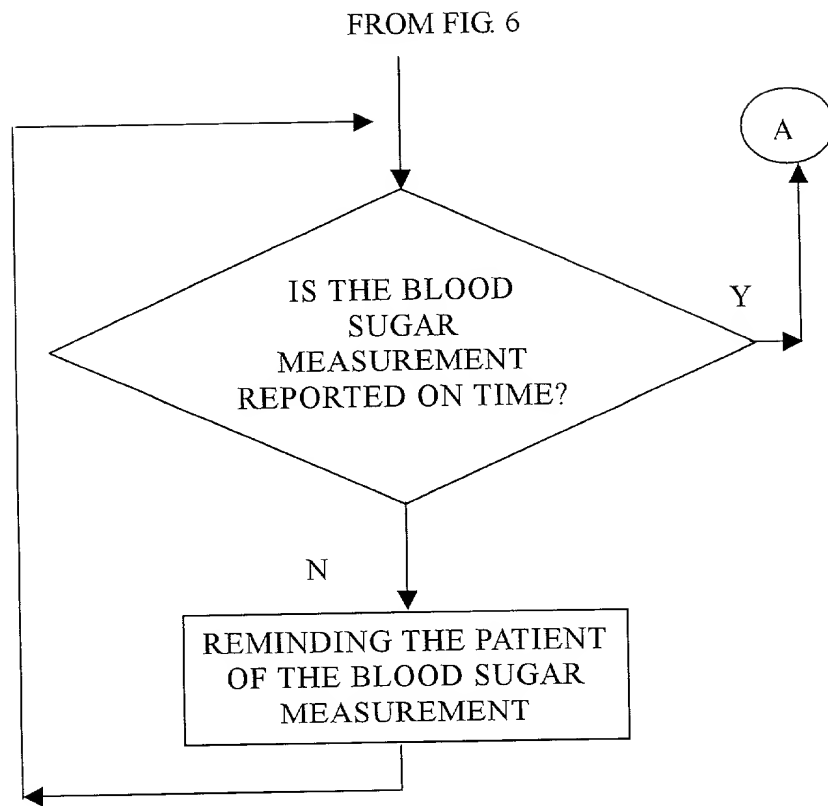 FROM FIG. 6
A
IS THE BLOOD
SUGAR
MEASUREMENT
REPORTED ON TIME?
Y
N
REMINDING THE PATIENT
OF THE BLOOD SUGAR
MEASUREMENT